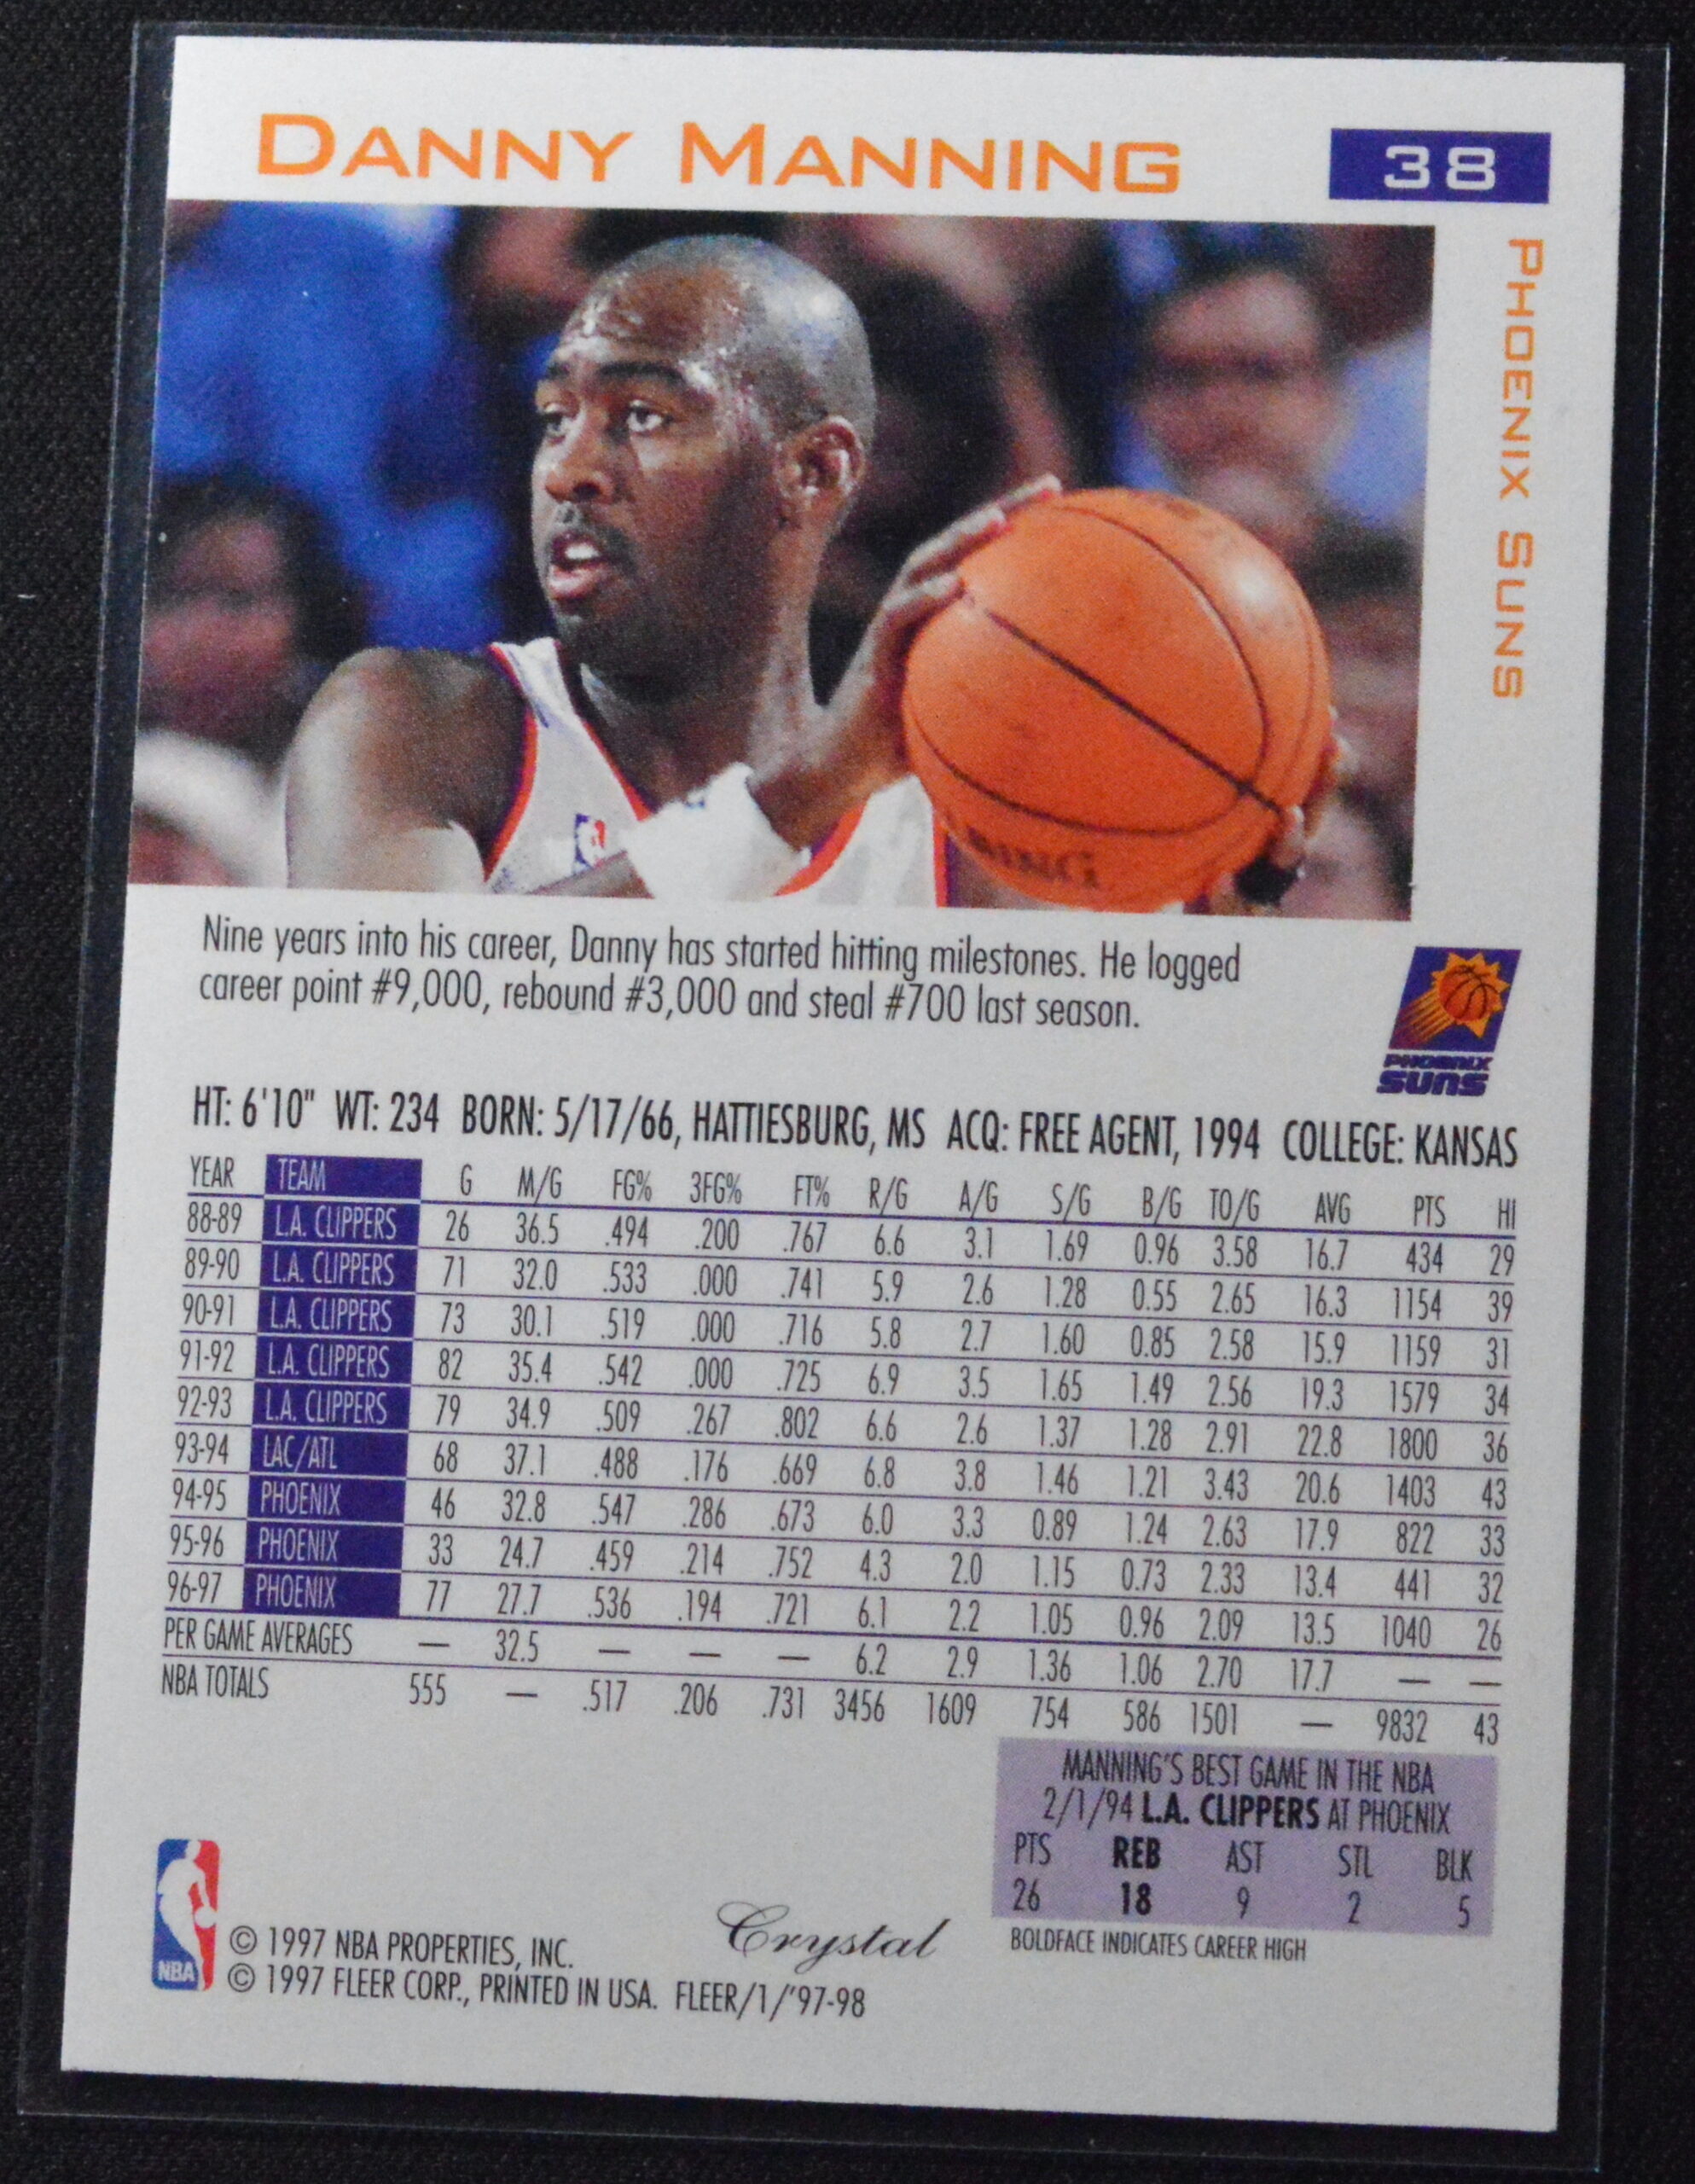 DANNY MANNING
38
PHOENIX SUNS
Nine years into his career, Danny has started hitting milestones. He logged
career point #9,000, rebound #3,000 and steal #700 last season.
PHOENIX
SUNS
HT: 6'10" WT: 234 BORN: 5/17/66, HATTIESBURG, MS ACQ: FREE AGENT, 1994 COLLEGE: KANSAS
YEAR TEAM G M/G FG% 3FG% FT% R/G A/G S/G B/G TO/G AVG PTS HI
88-89 L.A. CLIPPERS 26 36.5 .494 .200 .767 6.6 3.1 1.69 0.96 3.58 16.7 434 29
89-90 L.A. CLIPPERS 71 32.0 .533 .000 .741 5.9 2.6 1.28 0.55 2.65 16.3 1154 39
90-91 L.A. CLIPPERS 73 30.1 .519 .000 .716 5.8 2.7 1.60 0.85 2.58 15.9 1159 31
91-92 L.A. CLIPPERS 82 35.4 .542 .000 .725 6.9 3.5 1.65 1.49 2.56 19.3 1579 34
92-93 L.A. CLIPPERS 79 34.9 .509 .267 .802 6.6 2.6 1.37 1.28 2.91 22.8 1800 36
93-94 LAC/ATL 68 37.1 .488 .176 .669 6.8 3.8 1.46 1.21 3.43 20.6 1403 43
94-95 PHOENIX 46 32.8 .547 .286 .673 6.0 3.3 0.89 1.24 2.63 17.9 822 33
95-96 PHOENIX 33 24.7 .459 .214 .752 4.3 2.0 1.15 0.73 2.33 13.4 441 32
96-97 PHOENIX 77 27.7 .536 .194 .721 6.1 2.2 1.05 0.96 2.09 13.5 1040 26
PER GAME AVERAGES — 32.5 — — — 6.2 2.9 1.36 1.06 2.70 17.7 — —
NBA TOTALS 555 — .517 .206 .731 3456 1609 754 586 1501 — 9832 43
MANNING'S BEST GAME IN THE NBA
2/1/94 L.A. CLIPPERS AT PHOENIX
PTS REB AST STL BLK
26 18 9 2 5
BOLDFACE INDICATES CAREER HIGH
Crystal
NBA
© 1997 NBA PROPERTIES, INC.
© 1997 FLEER CORP., PRINTED IN USA. FLEER/1/'97-98